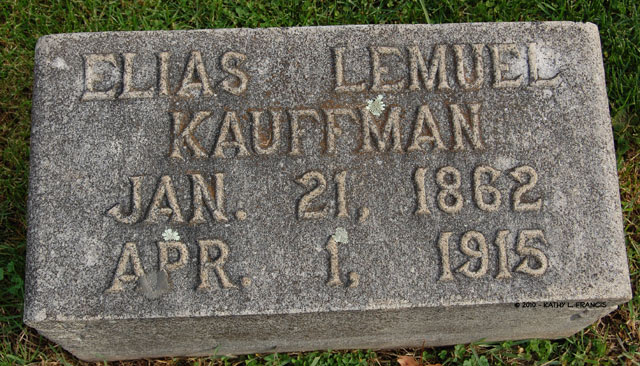 ELIAS LEMUEL
KAUFFMAN
JAN. 21, 1862
APR. 1, 1915
© 2010 - KATHY L. FRANCIS